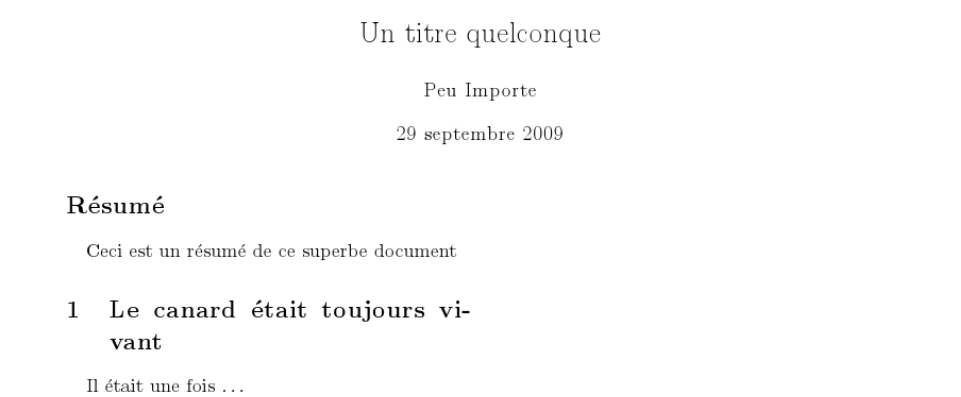 Un titre quelconque
Peu Importe
29 septembre 2009
Résumé
Ceci est un résumé de ce superbe document
1 Le canard était toujours vi-
vant
Il était une fois ...